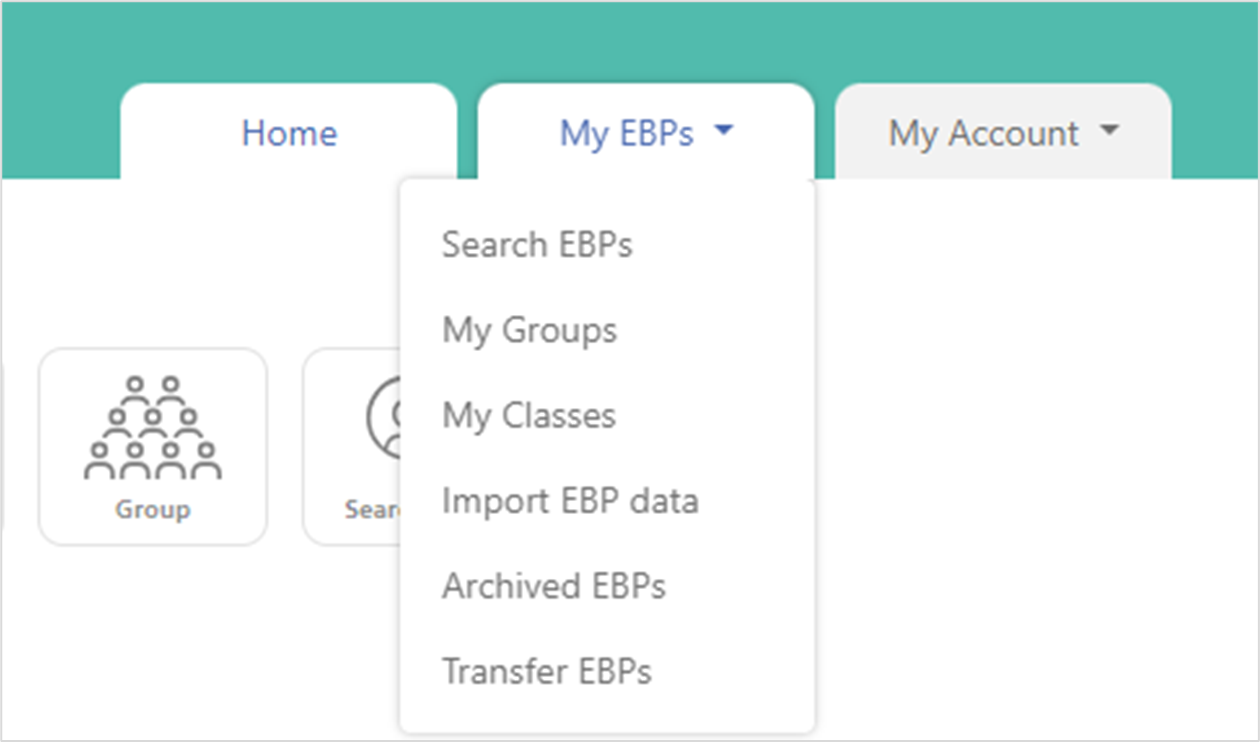 Home
My EBPs
My Account
Search EBPs
My Groups
My Classes
Import EBP data
Archived EBPs
Transfer EBPs
Group